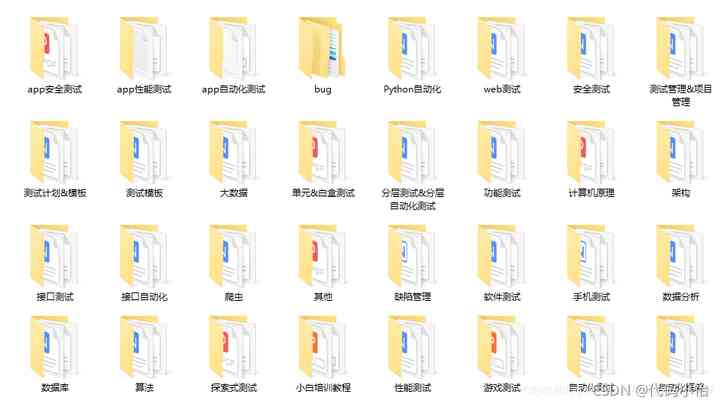 app安全测试
app性能测试
app自动化测试
bug
Python自动化
web测试
安全测试
测试管理&项目
管理
测试计划&模板
测试模板
大数据
单元&白盒测试
分层测试&分层
自动化测试
功能测试
计算机原理
架构
接口测试
接口自动化
爬虫
其他
缺陷管理
软件测试
手机测试
数据分析
数据库
算法
探索式测试
小白培训教程
性能测试
游戏测试
自动化测试
CSDN @代码小怡